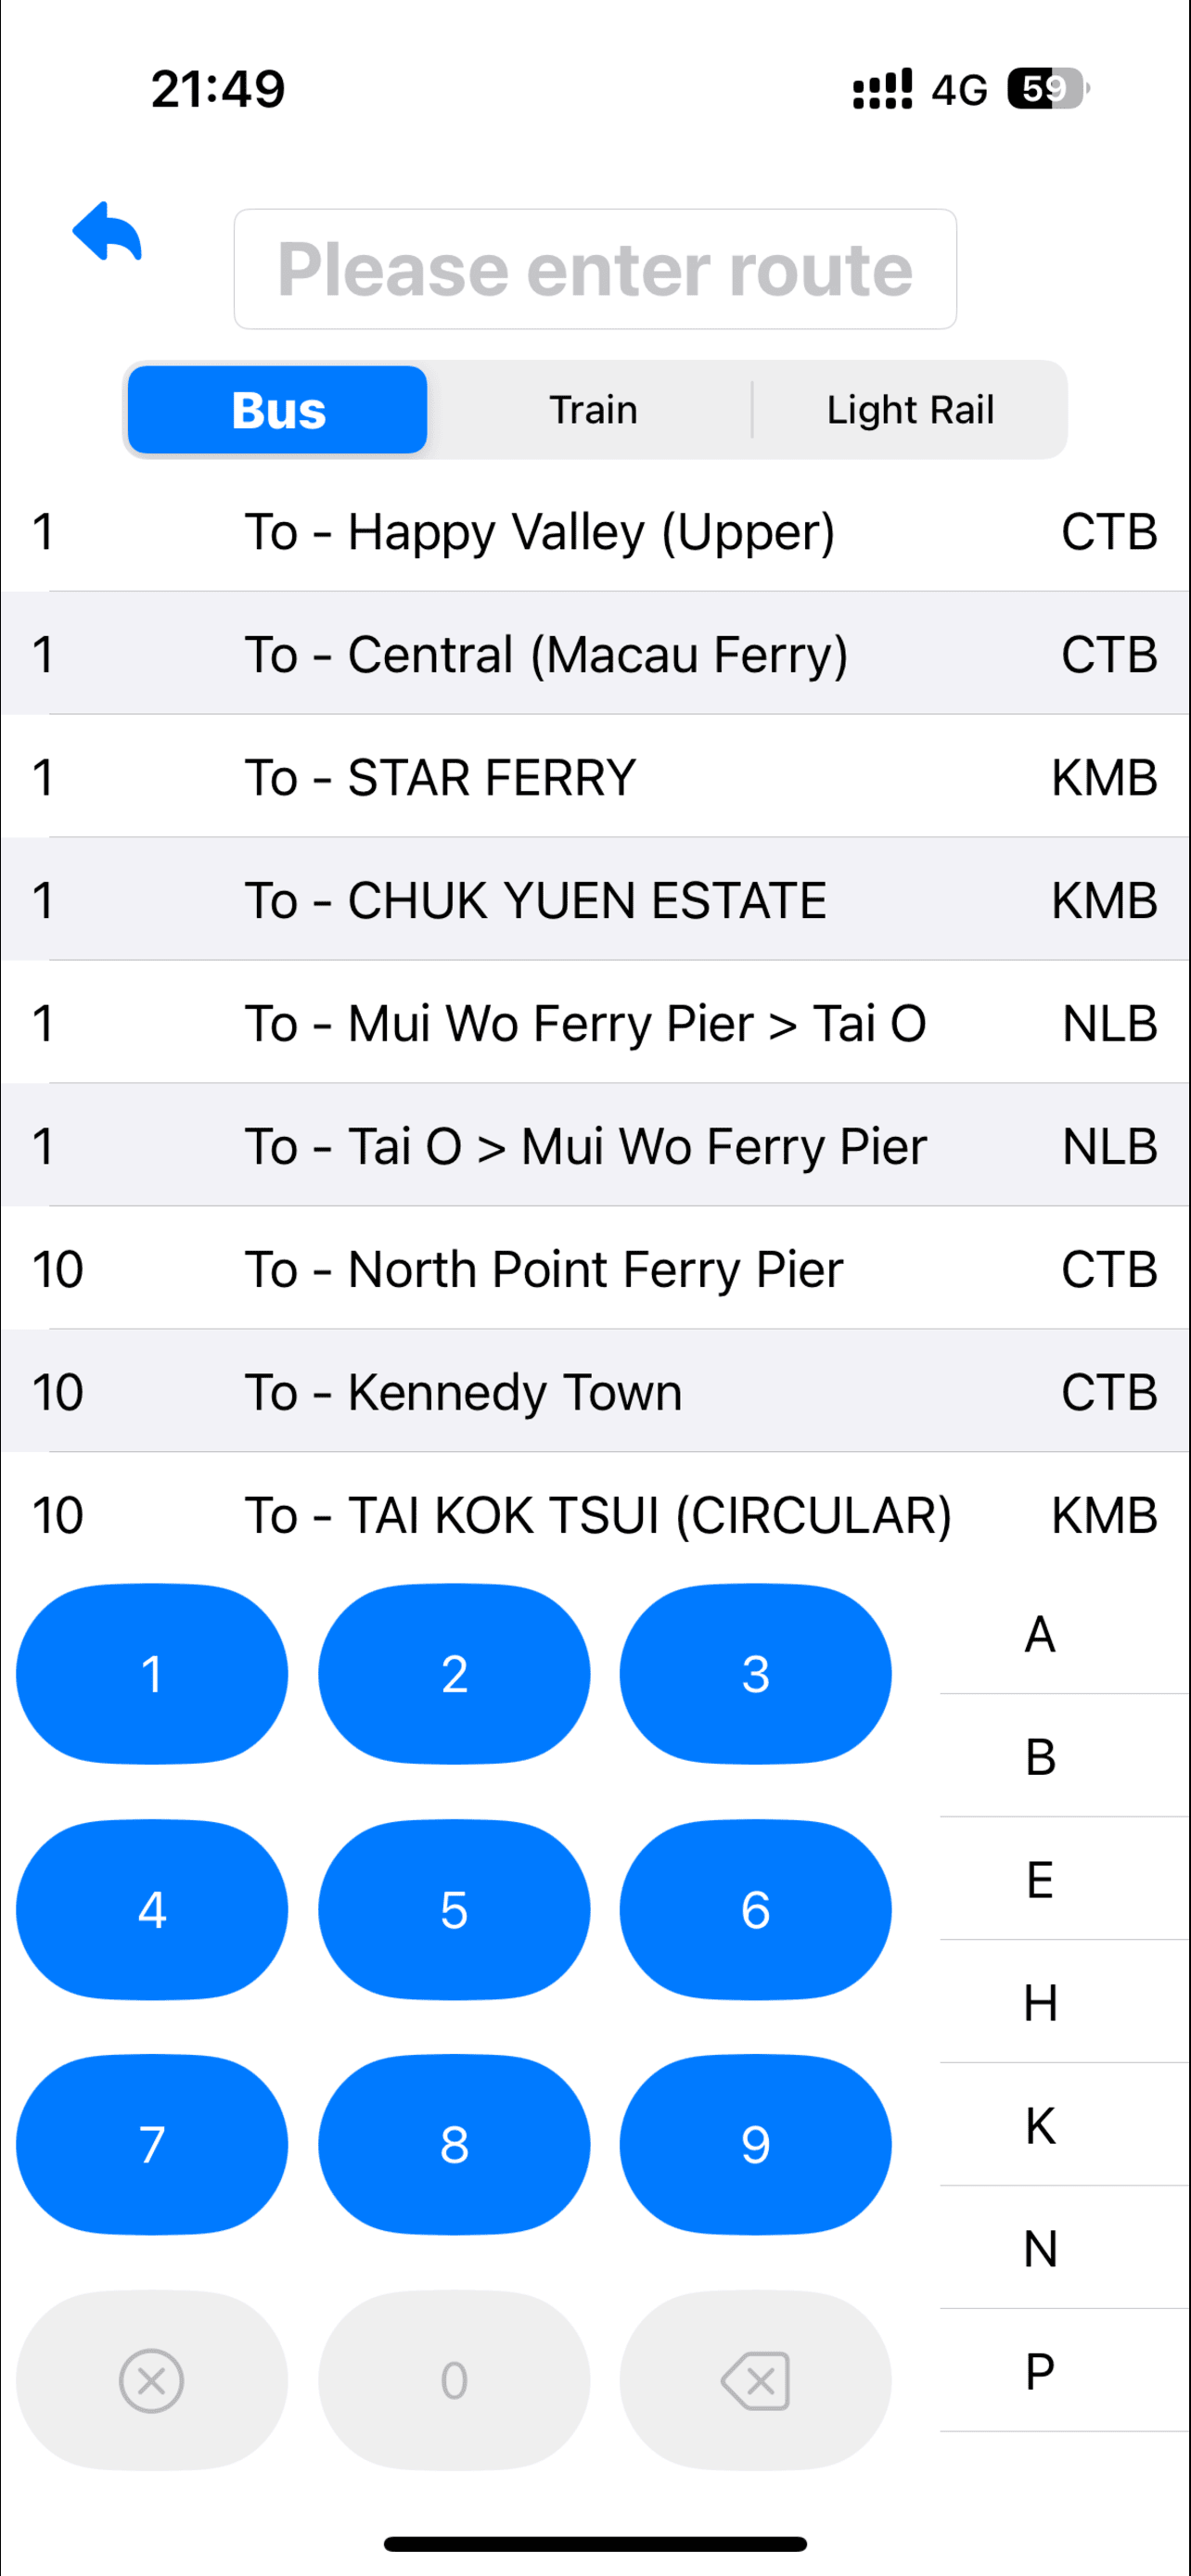 21:49 4G 59
Please enter route
Bus Train Light Rail
1 To - Happy Valley (Upper) CTB
1 To - Central (Macau Ferry) CTB
1 To - STAR FERRY KMB
1 To - CHUK YUEN ESTATE KMB
1 To - Mui Wo Ferry Pier > Tai O NLB
1 To - Tai O > Mui Wo Ferry Pier NLB
10 To - North Point Ferry Pier CTB
10 To - Kennedy Town CTB
10 To - TAI KOK TSUI (CIRCULAR) KMB
1 2 3
4 5 6
7 8 9
0
A
B
E
H
K
N
P